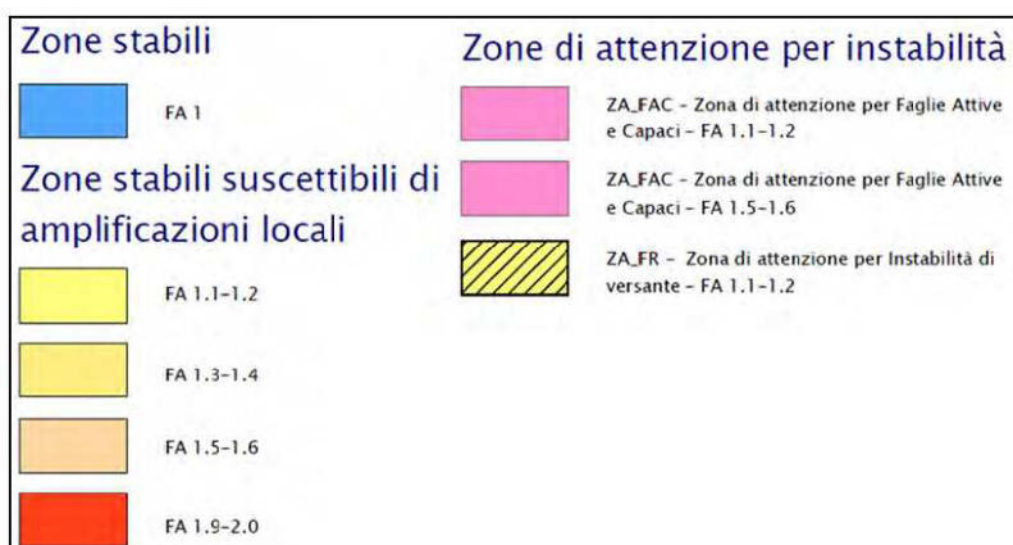 Zone stabili
FA 1
Zone stabili suscettibili di
amplificazioni locali
FA 1.1-1.2
FA 1.3-1.4
FA 1.5-1.6
FA 1.9-2.0
Zone di attenzione per instabilità
ZA_FAC - Zona di attenzione per Faglie Attive
e Capaci - FA 1.1-1.2
ZA_FAC - Zona di attenzione per Faglie Attive
e Capaci - FA 1.5-1.6
ZA_FR - Zona di attenzione per Instabilità di
versante - FA 1.1-1.2